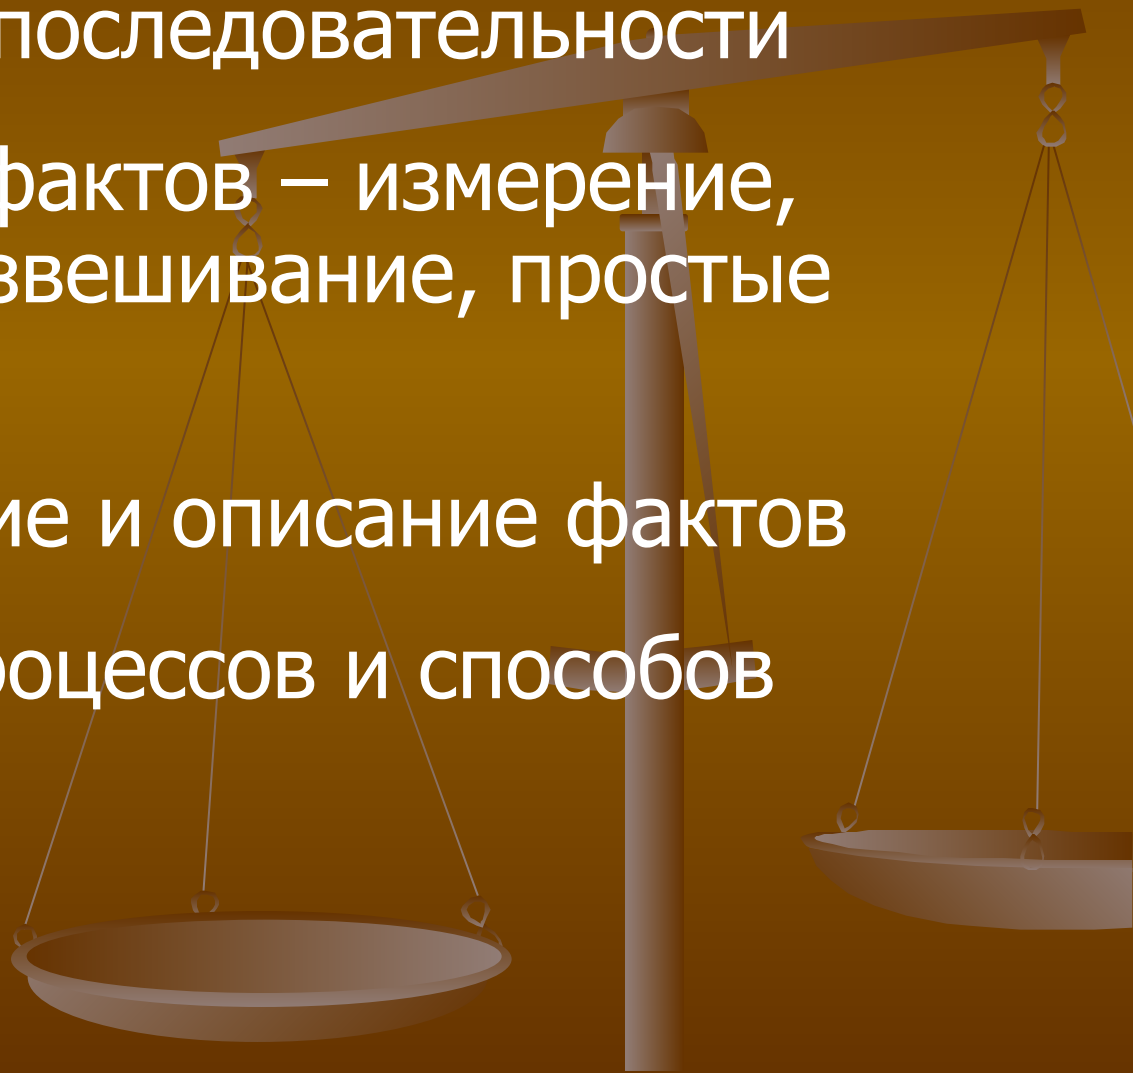 последовательности
фактов – измерение,
звешивание, простые
ие и описание фактов
роцессов и способов